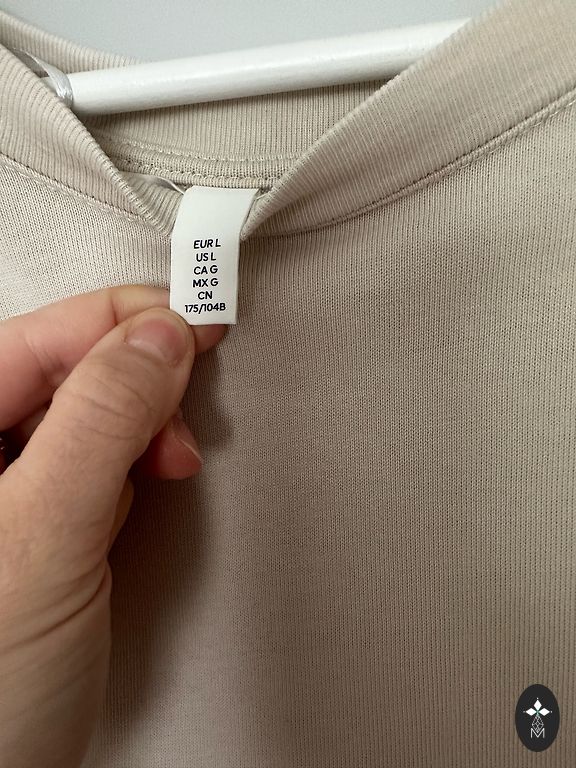 EUR L
US L
CA G
MX G
CN
175/104B
M